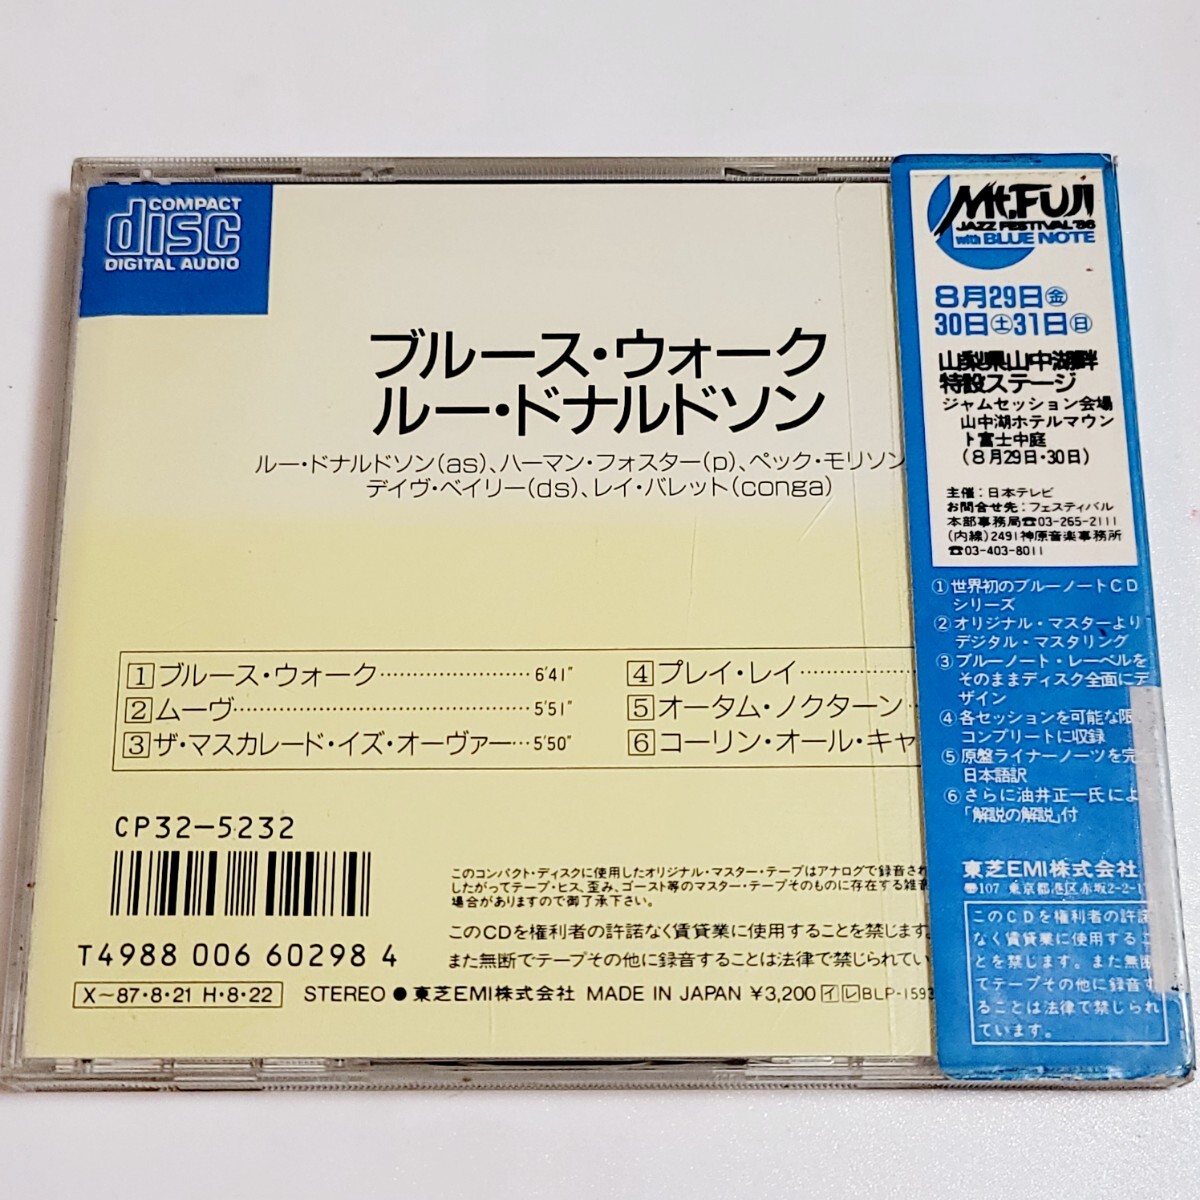 COMPACT
disc
DIGITAL AUDIO
ブルース・ウォーク
ルー・ドナルドソン
ルー・ドナルドソン(as)、ハーマン・フォスター(p)、ペック・モリソン
デイヴ・ベイリー(ds)、レイ・バレット(conga)
1 ブルース・ウォーク 6'41"
2 ムーヴ 5'51"
3 ザ・マスカレード・イズ・オーヴァー 5'50"
4 プレイ・レイ
5 オータム・ノクターン
6 コーリン・オール・キャ
CP32-5232
T4988 006 60298 4
X-87・8・21 H・8・22 STEREO ● 東芝EMI株式会社 MADE IN JAPAN ¥3,200 イ レ BLP-1593
このコンパクト・ディスクに使用したオリジナル・マスター・テープはアナログで録音され
したがってテープ・ヒス、歪み、ゴースト等のマスター・テープそのものに存在する雑音
場合がありますので御了承下さい。
このCDを権利者の許諾なく賃貸業に使用することを禁じます。
また無断でテープその他に録音することは法律で禁じられてい
Mt.FUJI
JAZZ FESTIVAL '86
with BLUE NOTE
8月29日㊎
30日㊏31日㊐
山梨県山中湖畔
特設ステージ
ジャムセッション会場
山中湖ホテルマウン
ト富士中庭
(8月29日・30日)
主催:日本テレビ
お問合せ先:フェスティバル
本部事務局☎03-265-2111
(内線)2491 神原音楽事務所
☎03-403-8011
①世界初のブルーノートCD
シリーズ
②オリジナル・マスターより
デジタル・マスタリング
③ブルーノート・レーベルを
そのままディスク全面にデ
ザイン
④各セッションを可能な限
コンプリートに収録
⑤原盤ライナーノーツを完
日本語訳
⑥さらに油井正一氏によ
「解説の解説」付
東芝EMI株式会社
〠107 東京都港区赤坂2-2-17
このCDを権利者の許諾
なく賃貸業に使用するこ
とを禁じます。また無断
でテープその他に録音す
ることは法律で禁じられ
ています。